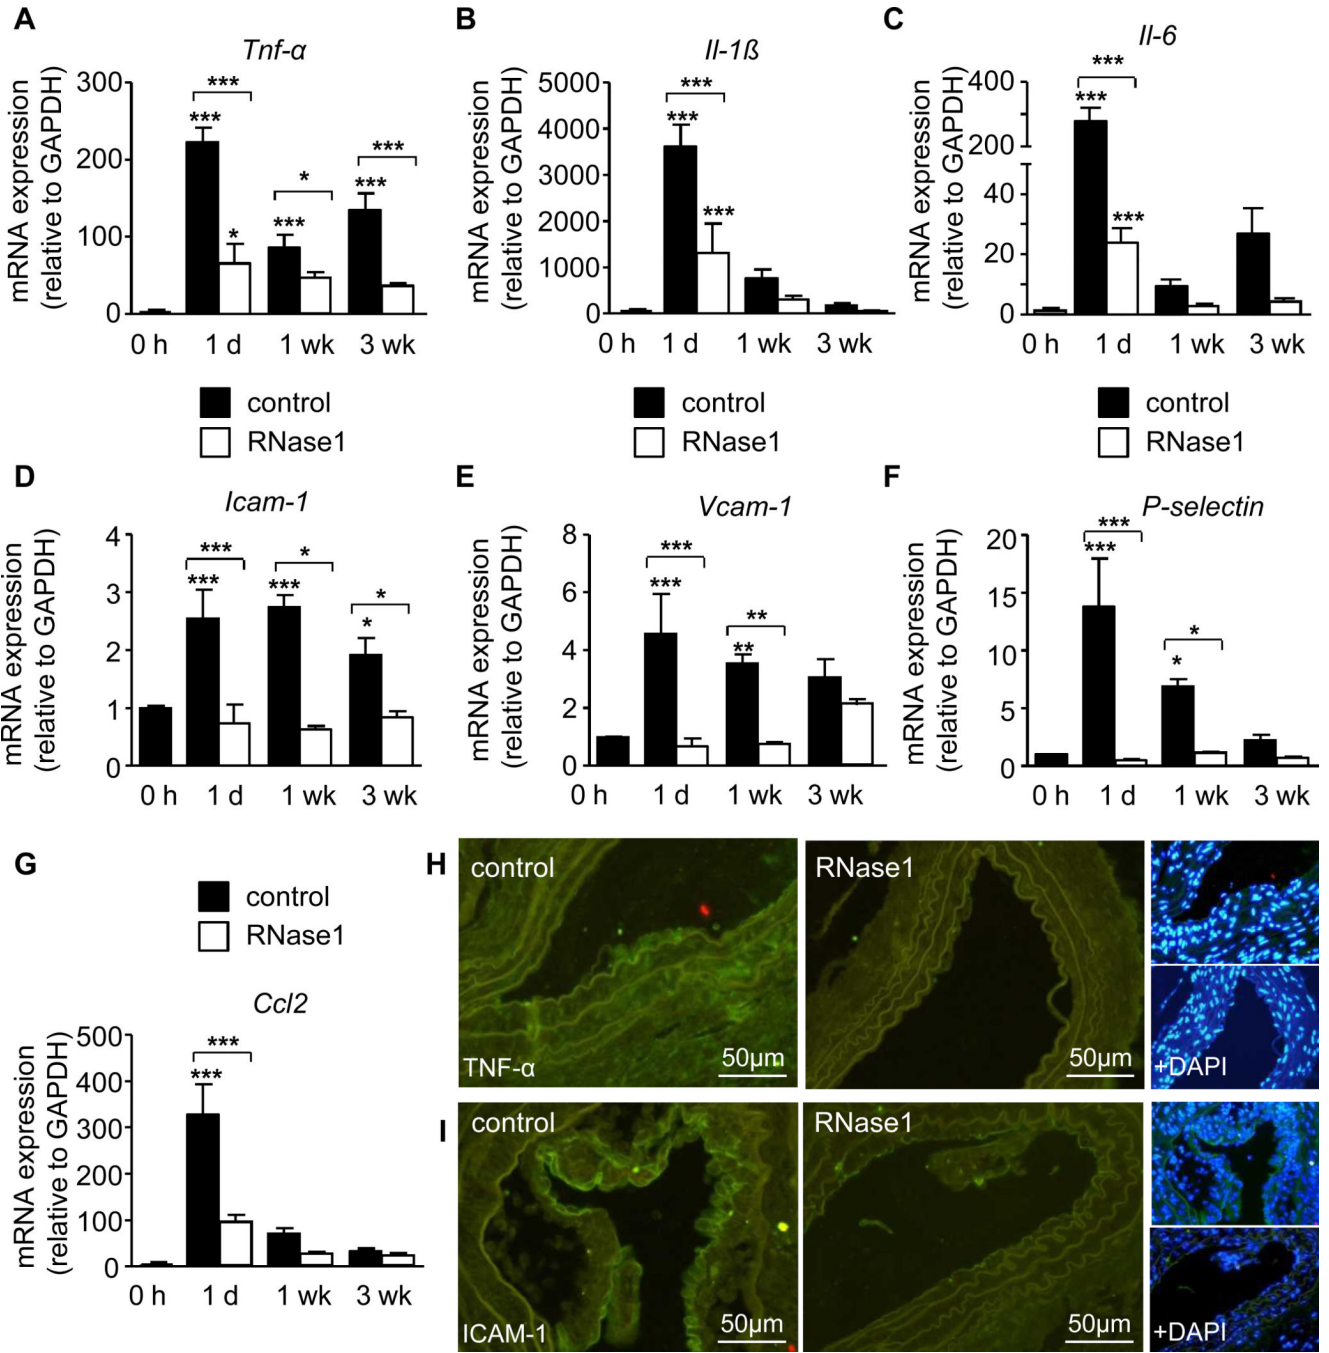 A
Tnf-α
mRNA expression
(relative to GAPDH)
300
200
100
0
***
***
*
*
***
***
***
0 h 1 d 1 wk 3 wk
control
RNase1
B
Il-1ß
mRNA expression
(relative to GAPDH)
5000
4000
3000
2000
1000
0
***
***
***
0 h 1 d 1 wk 3 wk
control
RNase1
C
Il-6
mRNA expression
(relative to GAPDH)
400
200
40
20
0
***
***
***
0 h 1 d 1 wk 3 wk
control
RNase1
D
Icam-1
mRNA expression
(relative to GAPDH)
4
3
2
1
0
***
***
*
***
*
*
0 h 1 d 1 wk 3 wk
E
Vcam-1
mRNA expression
(relative to GAPDH)
8
6
4
2
0
***
***
**
**
0 h 1 d 1 wk 3 wk
F
P-selectin
mRNA expression
(relative to GAPDH)
20
15
10
5
0
***
***
*
*
0 h 1 d 1 wk 3 wk
G
control
RNase1
Ccl2
mRNA expression
(relative to GAPDH)
500
400
300
200
100
0
***
***
0 h 1 d 1 wk 3 wk
H
control
TNF-α
50μm
RNase1
50μm
+DAPI
I
control
ICAM-1
50μm
RNase1
50μm
+DAPI